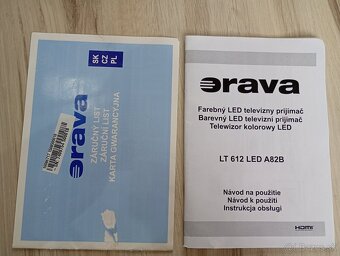 orava
ZÁRUČNÝ LIST
ZÁRUČNÍ LIST
KARTA GWARANCYJNA
SK
CZ
PL
orava
Farebný LED televízny prijímač
Barevný LED televizní prijímač
Telewizor kolorowy LED
LT 612 LED A82B
Návod na použitie
Návod k použití
Instrukcja obsługi
HDMI